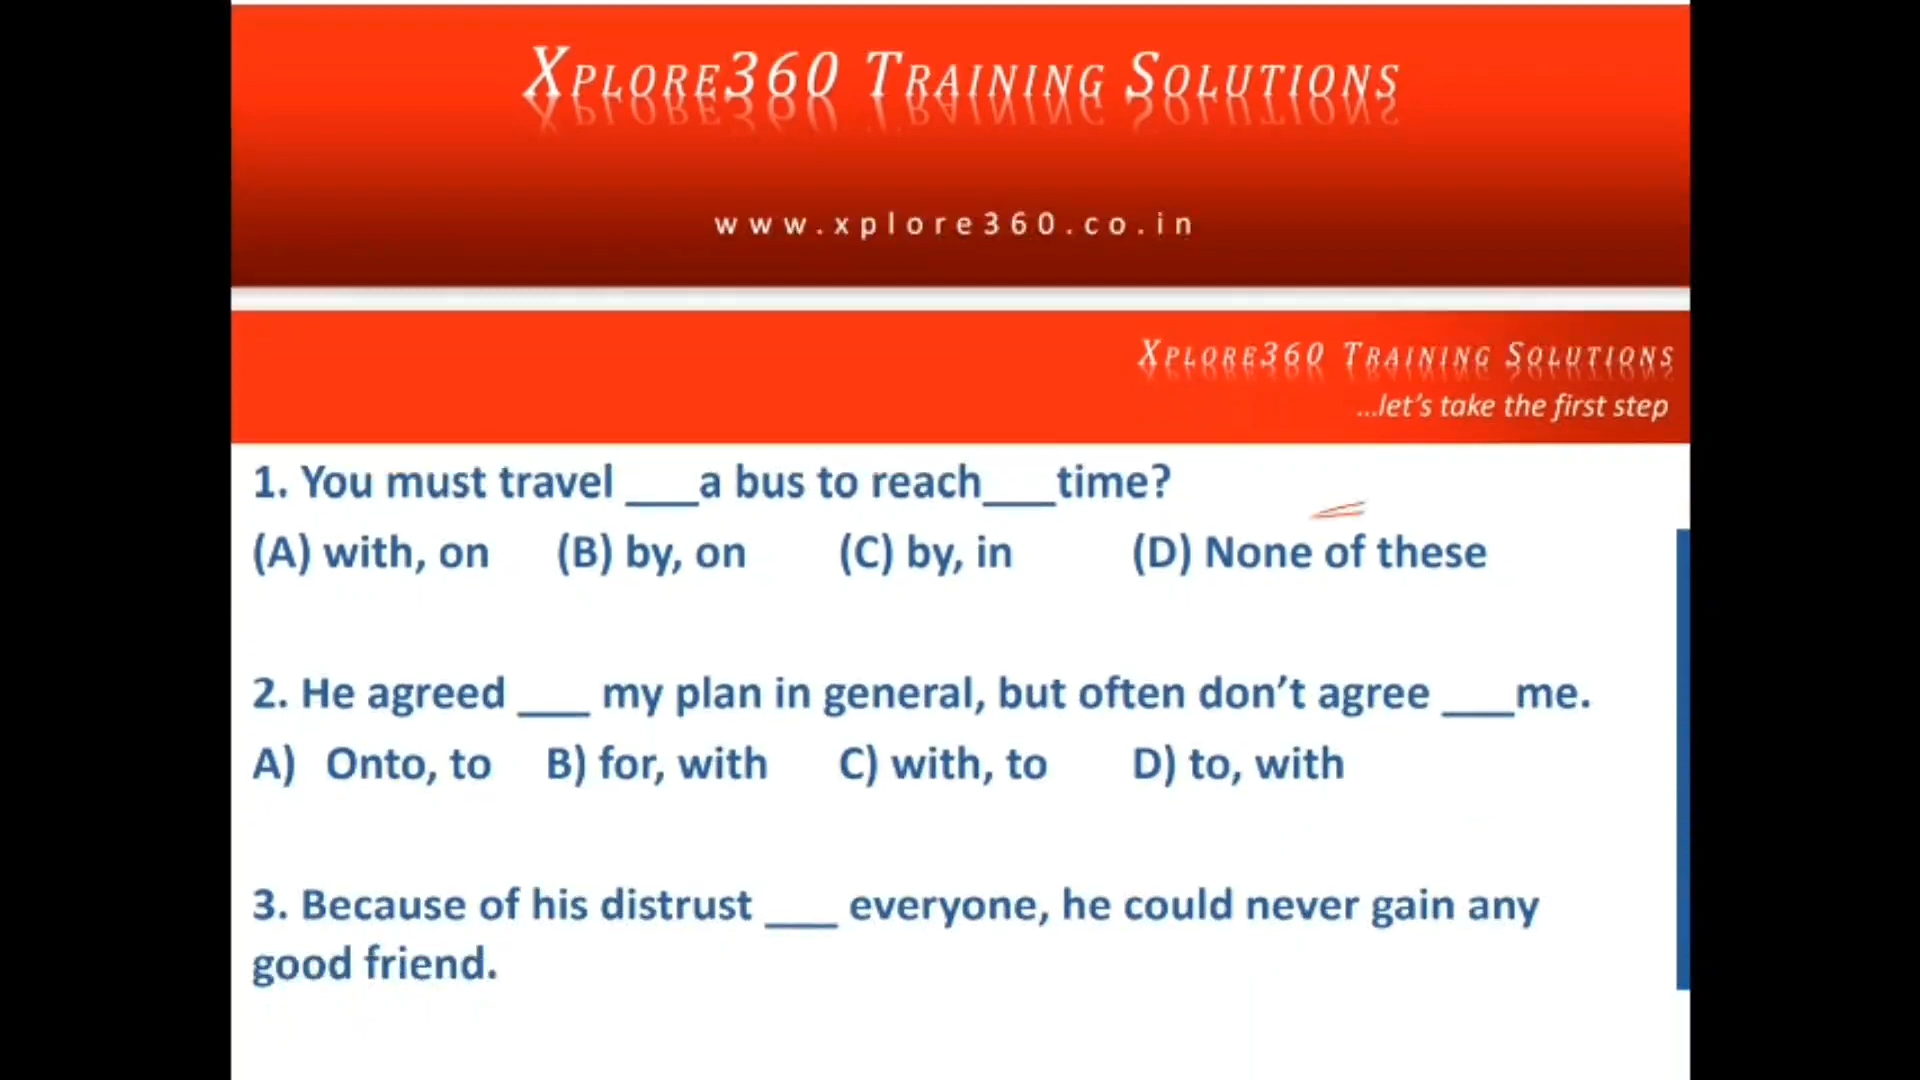 Xplore360 Training Solutions
www.xplore360.co.in
Xplore360 Training Solutions
...let's take the first step
1. You must travel ___a bus to reach___time?
(A) with, on (B) by, on (C) by, in (D) None of these
2. He agreed ___ my plan in general, but often don’t agree ___me.
A) Onto, to B) for, with C) with, to D) to, with
3. Because of his distrust ___ everyone, he could never gain any
good friend.